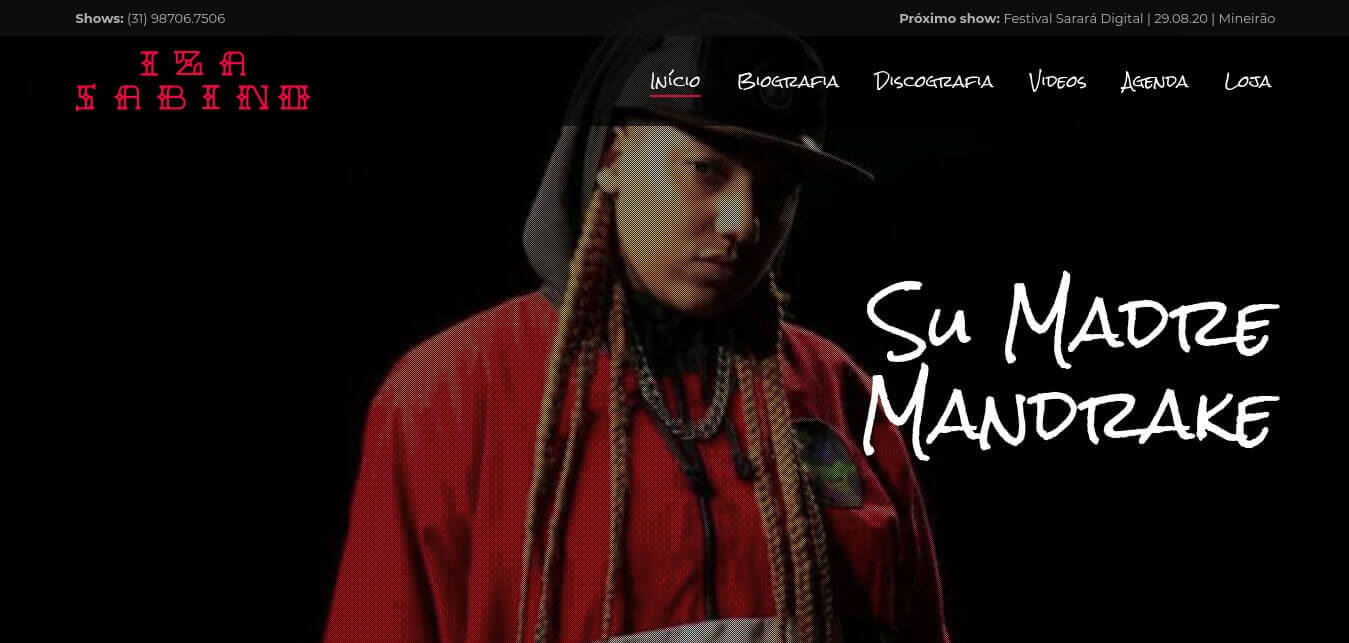 Shows: (31) 98706.7506
Próximo show: Festival Sarará Digital | 29.08.20 | Mineirão
IZA
SABINO
Início Biografia Discografia Videos Agenda Loja
Su Madre
Mandrake